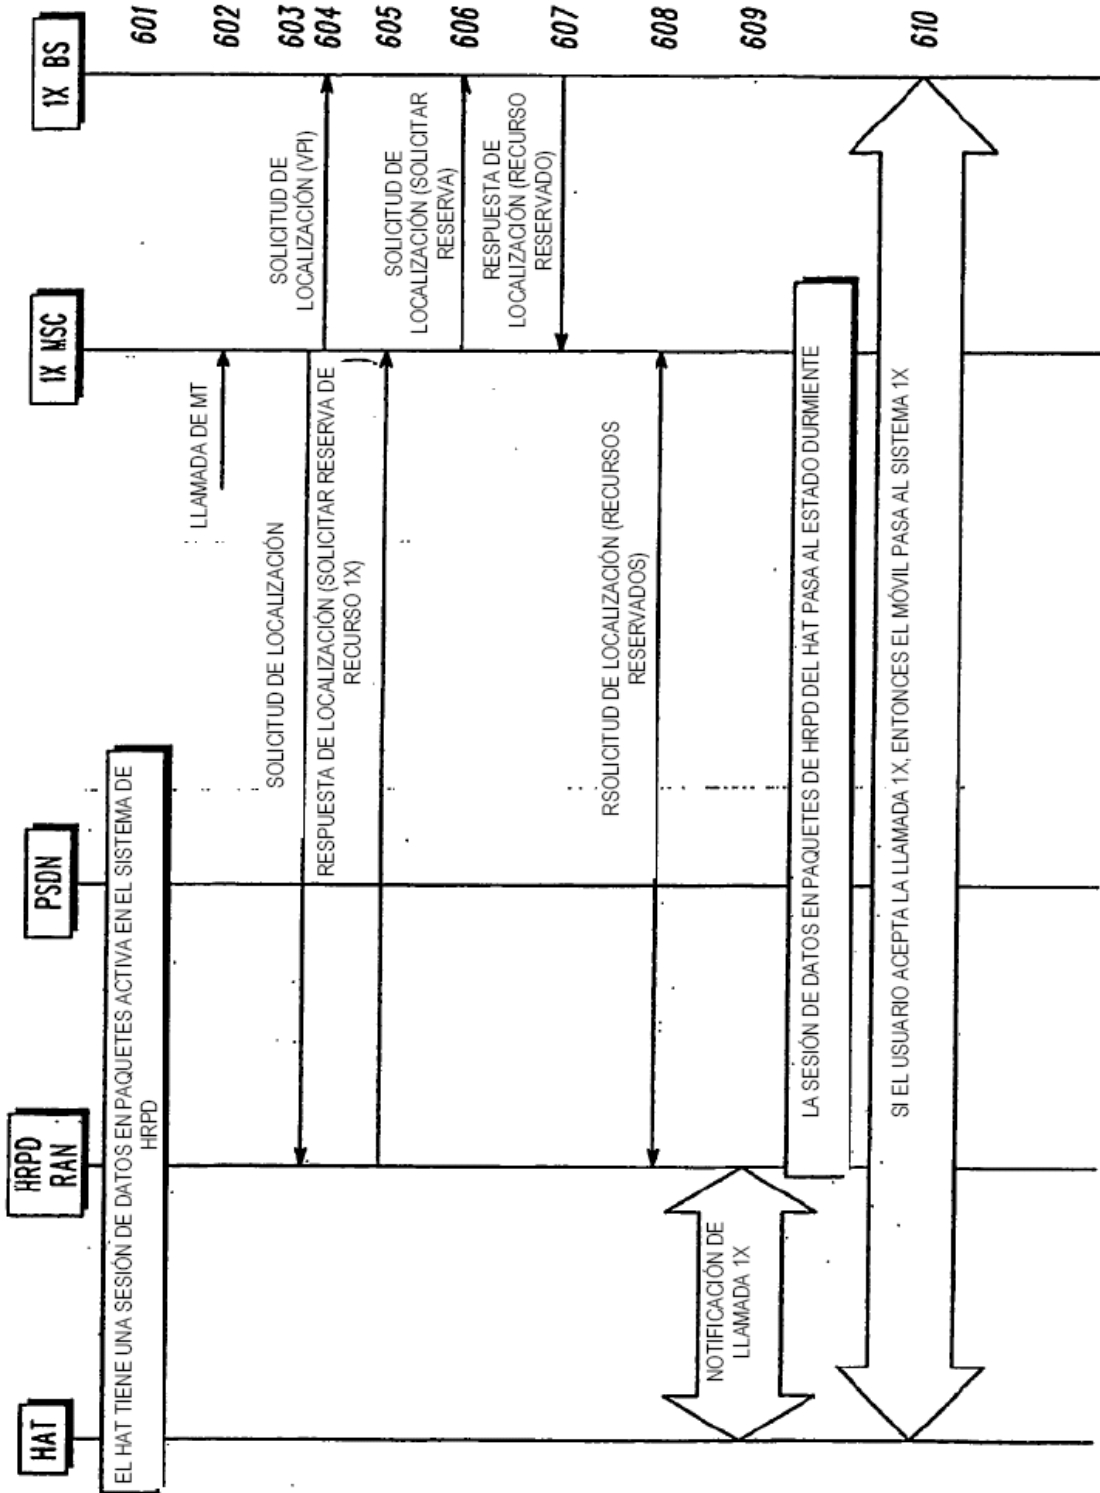 HAT
HRPD
RAN
PSDN
1X MSC
1X BS
601
EL HAT TIENE UNA SESIÓN DE DATOS EN PAQUETES ACTIVA EN EL SISTEMA DE
HRPD
602
LLAMADA DE MT
603
SOLICITUD DE LOCALIZACIÓN
604
SOLICITUD DE
LOCALIZACIÓN (VPI)
605
RESPUESTA DE LOCALIZACIÓN (SOLICITAR RESERVA DE
RECURSO 1X)
606
SOLICITUD DE
LOCALIZACIÓN (SOLICITAR
RESERVA)
607
RESPUESTA DE
LOCALIZACIÓN (RECURSO
RESERVADO)
608
RSOLICITUD DE LOCALIZACIÓN (RECURSOS
RESERVADOS)
609
NOTIFICACIÓN DE
LLAMADA 1X
LA SESIÓN DE DATOS EN PAQUETES DE HRPD DEL HAT PASA AL ESTADO DURMIENTE
610
SI EL USUARIO ACEPTA LA LLAMADA 1X, ENTONCES EL MÓVIL PASA AL SISTEMA 1X